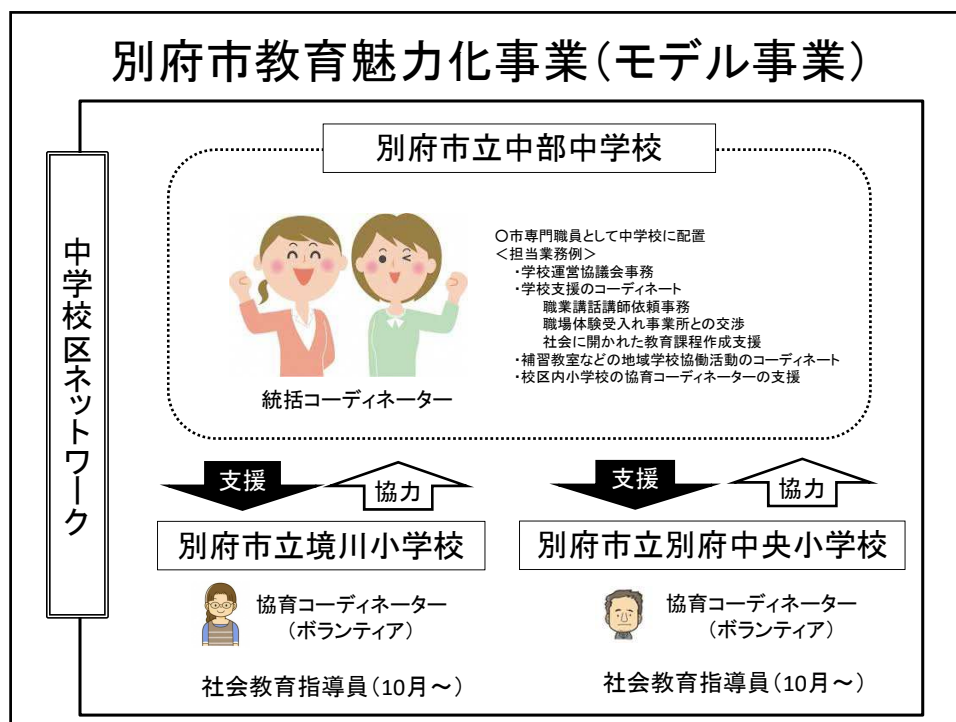 別府市教育魅力化事業(モデル事業)
中学校区ネットワーク
別府市立中部中学校
統括コーディネーター
〇市専門職員として中学校に配置
<担当業務例>
・学校運営協議会事務
・学校支援のコーディネート
職業講話講師依頼事務
職場体験受入れ事業所との交渉
社会に開かれた教育課程作成支援
・補習教室などの地域学校協働活動のコーディネート
・校区内小学校の協育コーディネーターの支援
支援
協力
支援
協力
別府市立境川小学校
協育コーディネーター
(ボランティア)
社会教育指導員(10月~)
別府市立別府中央小学校
協育コーディネーター
(ボランティア)
社会教育指導員(10月~)